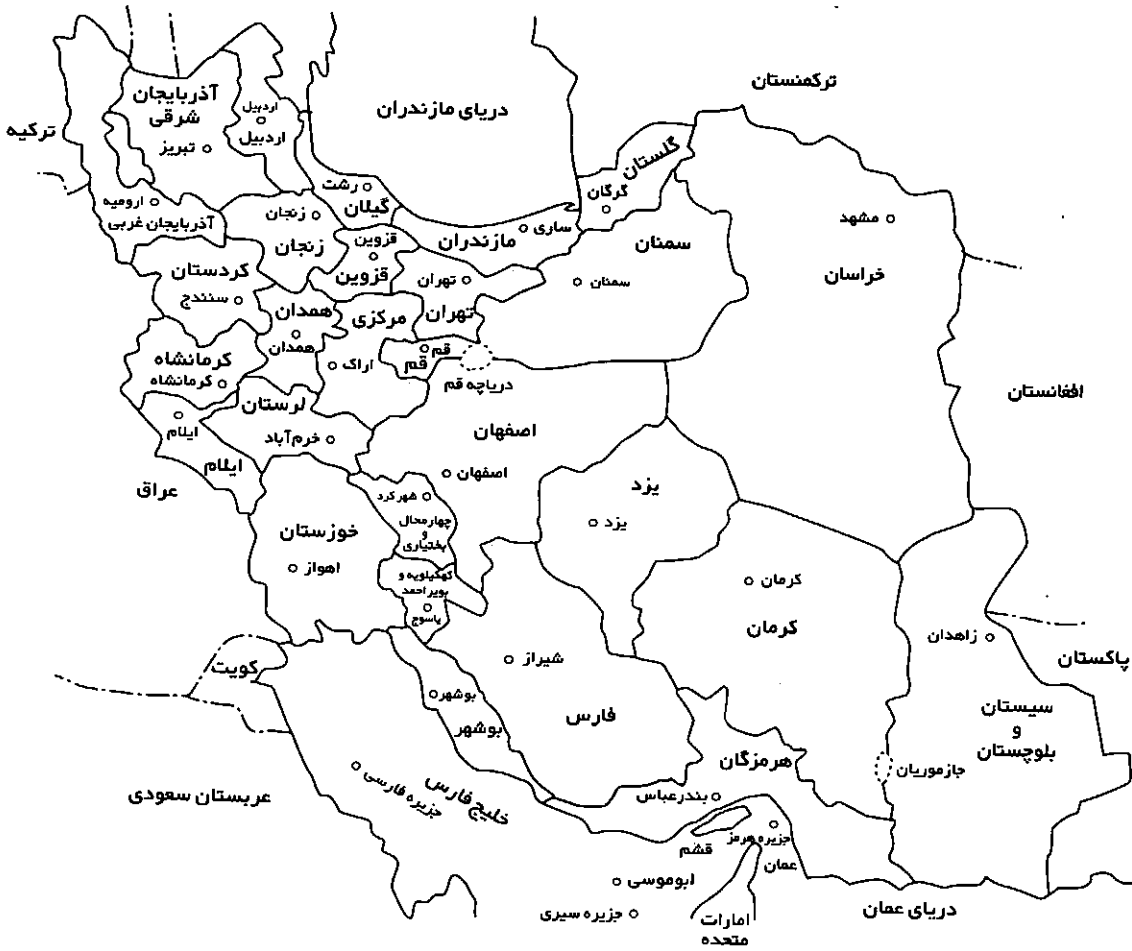 ترکمنستان
دریای مازندران
آذربایجان
شرقی
تبریز
اردبیل
اردبیل
ترکیه
گلستان
گرگان
رشت
گیلان
ارومیه
آذربایجان غربی
زنجان
زنجان
مشهد
خراسان
ساری
مازندران
سمنان
سمنان
قزوین
قزوین
کردستان
سنندج
تهران
تهران
همدان
همدان
مرکزی
اراک
قم
قم
دریاچه قم
کرمانشاه
کرمانشاه
افغانستان
لرستان
خرم‌آباد
ایلام
ایلام
اصفهان
اصفهان
عراق
یزد
یزد
شهرکرد
چهارمحال
و
بختیاری
خوزستان
اهواز
کهکیلویه و
بویراحمد
یاسوج
کرمان
کرمان
زاهدان
پاکستان
کویت
شیراز
فارس
بوشهر
بوشهر
سیستان
و
بلوچستان
هرمزگان
جازموریان
خلیج فارس
جزیره فارسی
عربستان سعودی
بندرعباس
قشم
جزیره هرمز
عمان
ابوموسی
جزیره سیری
امارات
متحده
دریای عمان